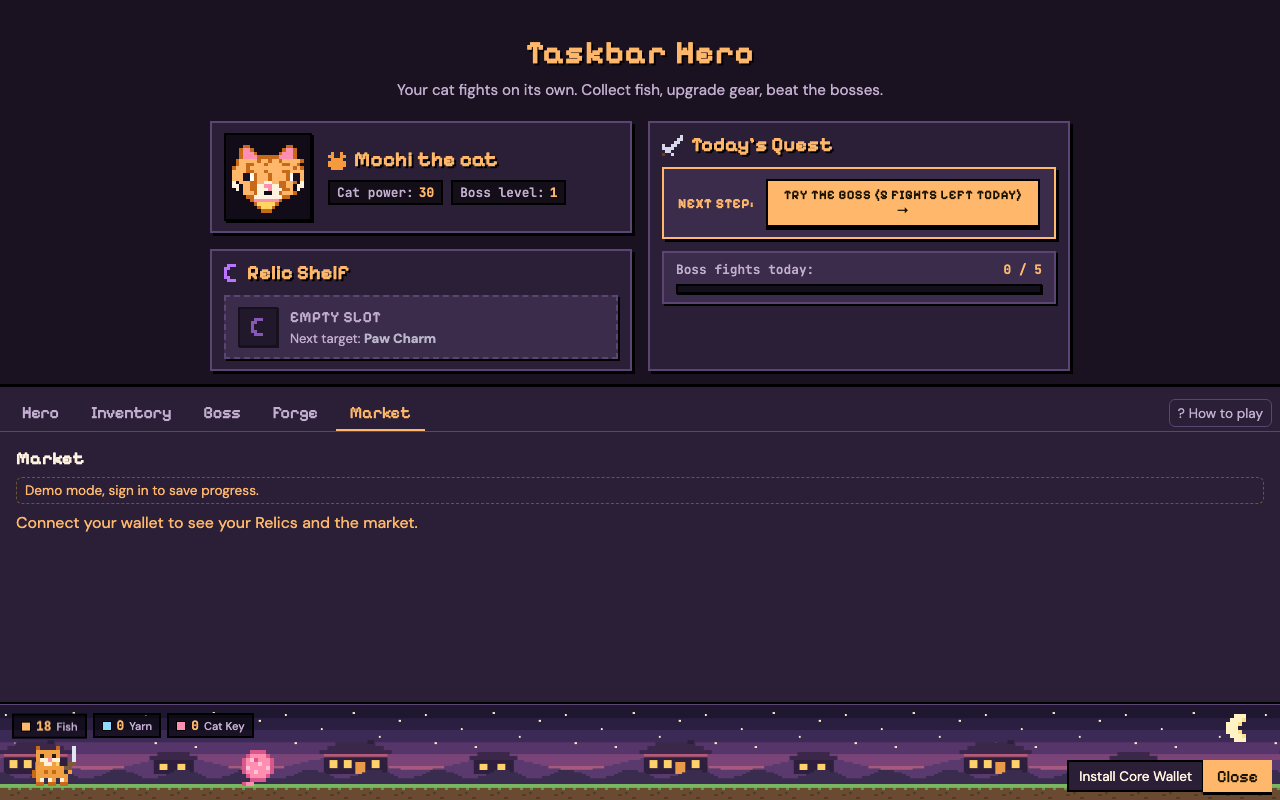 Taskbar Hero
Your cat fights on its own. Collect fish, upgrade gear, beat the bosses.
Mochi the cat
Cat power: 30
Boss level: 1
Relic Shelf
EMPTY SLOT
Next target: Paw Charm
Today's Quest
NEXT STEP:
TRY THE BOSS (5 FIGHTS LEFT TODAY)
→
Boss fights today: 0 / 5
Hero
Inventory
Boss
Forge
Market
? How to play
Market
Demo mode, sign in to save progress.
Connect your wallet to see your Relics and the market.
18 Fish
0 Yarn
0 Cat Key
Install Core Wallet
Close